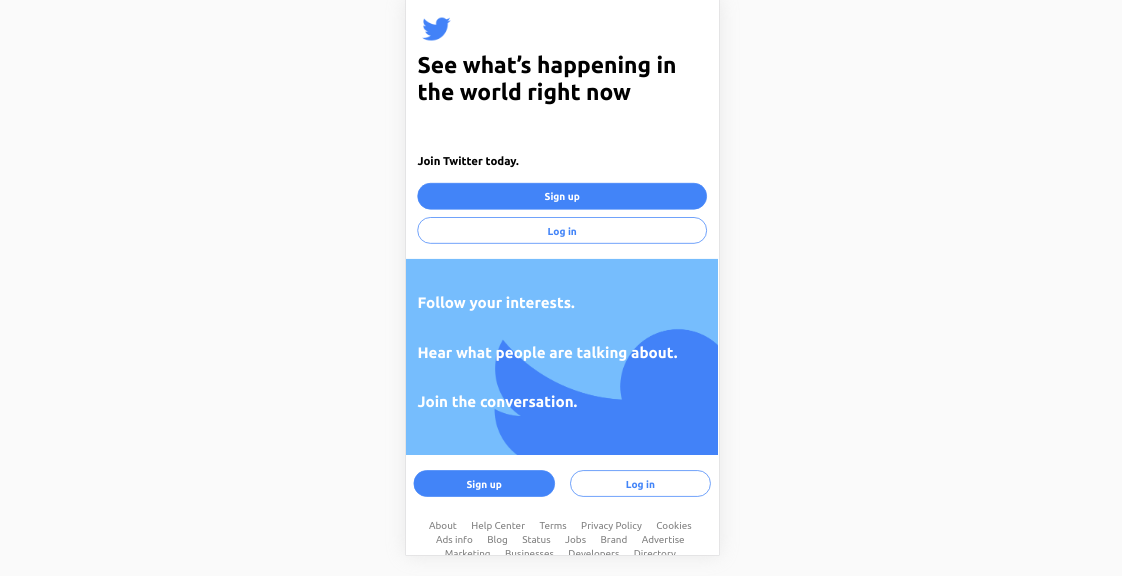 See what’s happening in
the world right now
Join Twitter today.
Sign up
Log in
Follow your interests.
Hear what people are talking about.
Join the conversation.
Sign up Log in
About Help Center Terms Privacy Policy Cookies
Ads info Blog Status Jobs Brand Advertise
Marketing Businesses Developers Directory